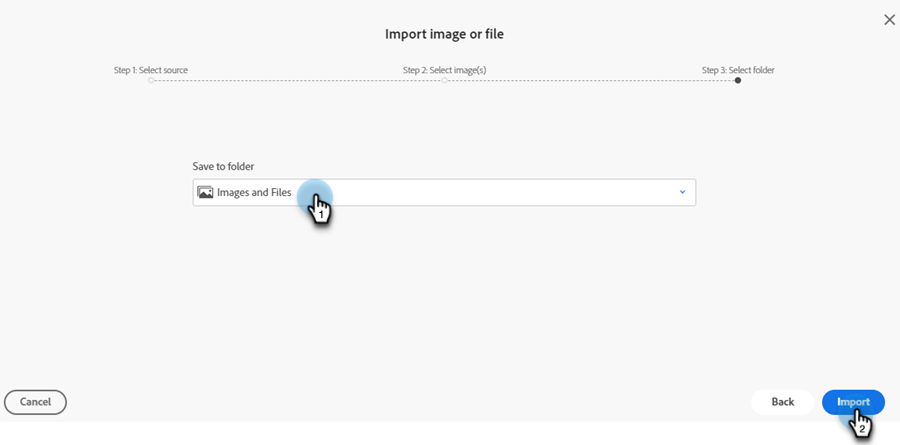 Import image or file
Step 1: Select source
Step 2: Select image(s)
Step 3: Select folder
Save to folder
Images and Files
1
Cancel
Back
Import
2